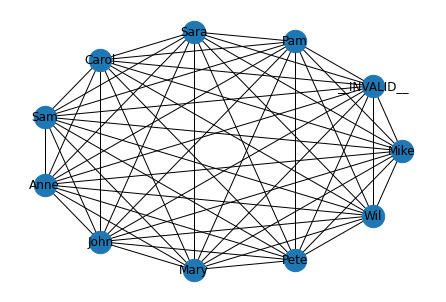 Sara
Pam
Carol
__INVALID__
Sam
Mike
Anne
Wil
John
Pete
Mary